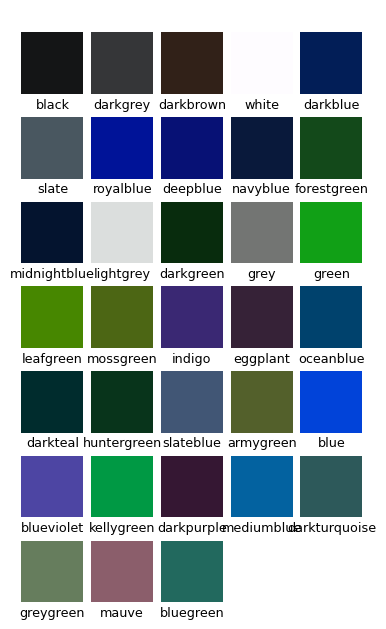 black darkgrey darkbrown white darkblue
slate royalblue deepblue navyblue forestgreen
midnightblue lightgrey darkgreen grey green
leafgreen mossgreen indigo eggplant oceanblue
darkteal huntergreen slateblue armygreen blue
blueviolet kellygreen darkpurple mediumblue darkturquoise
greygreen mauve bluegreen